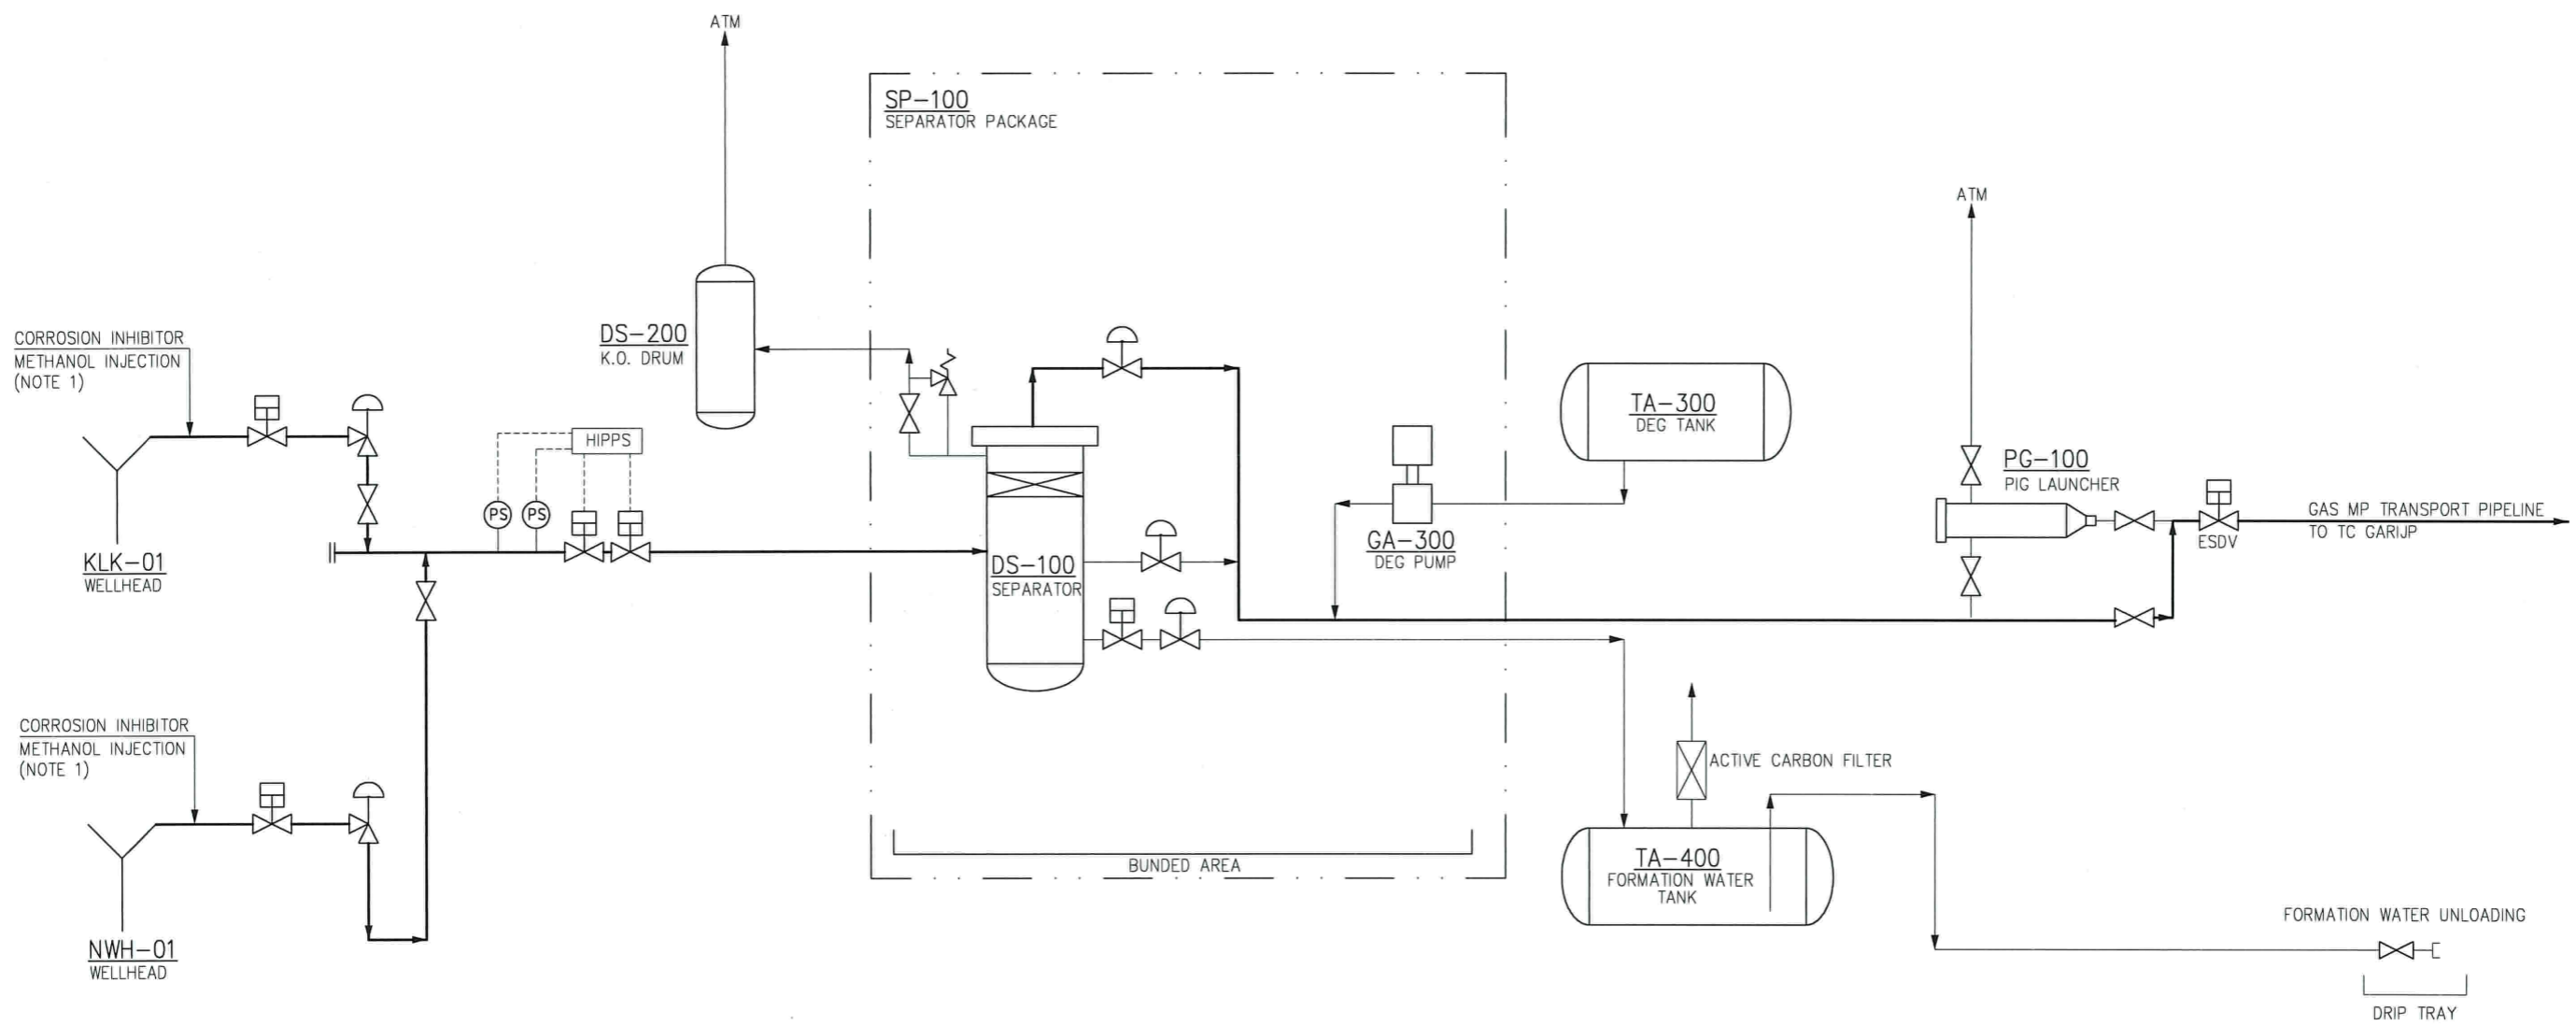 ATM
SP-100
SEPARATOR PACKAGE
ATM
CORROSION INHIBITOR
METHANOL INJECTION
(NOTE 1)
DS-200
K.O. DRUM
TA-300
DEG TANK
HIPPS
PS
PS
PG-100
PIG LAUNCHER
GAS MP TRANSPORT PIPELINE
TO TC GARIJP
ESDV
GA-300
DEG PUMP
KLK-01
WELLHEAD
DS-100
SEPARATOR
CORROSION INHIBITOR
METHANOL INJECTION
(NOTE 1)
ACTIVE CARBON FILTER
BUNDED AREA
TA-400
FORMATION WATER
TANK
NWH-01
WELLHEAD
FORMATION WATER UNLOADING
DRIP TRAY